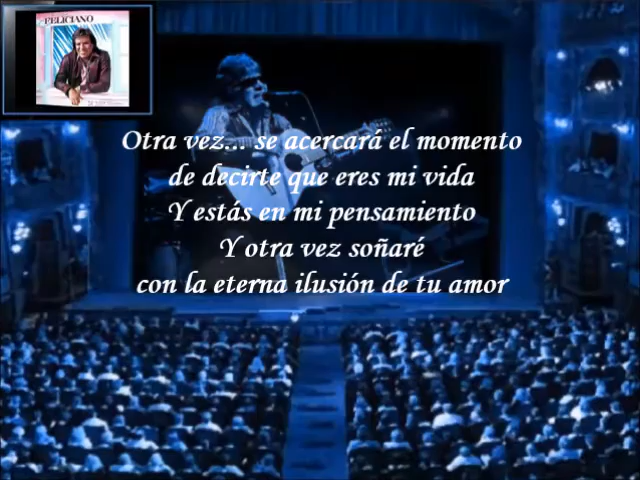 FELICIANO
Otra vez... se acercará el momento
de decirte que eres mi vida
Y estás en mi pensamiento
Y otra vez soñaré
con la eterna ilusión de tu amor